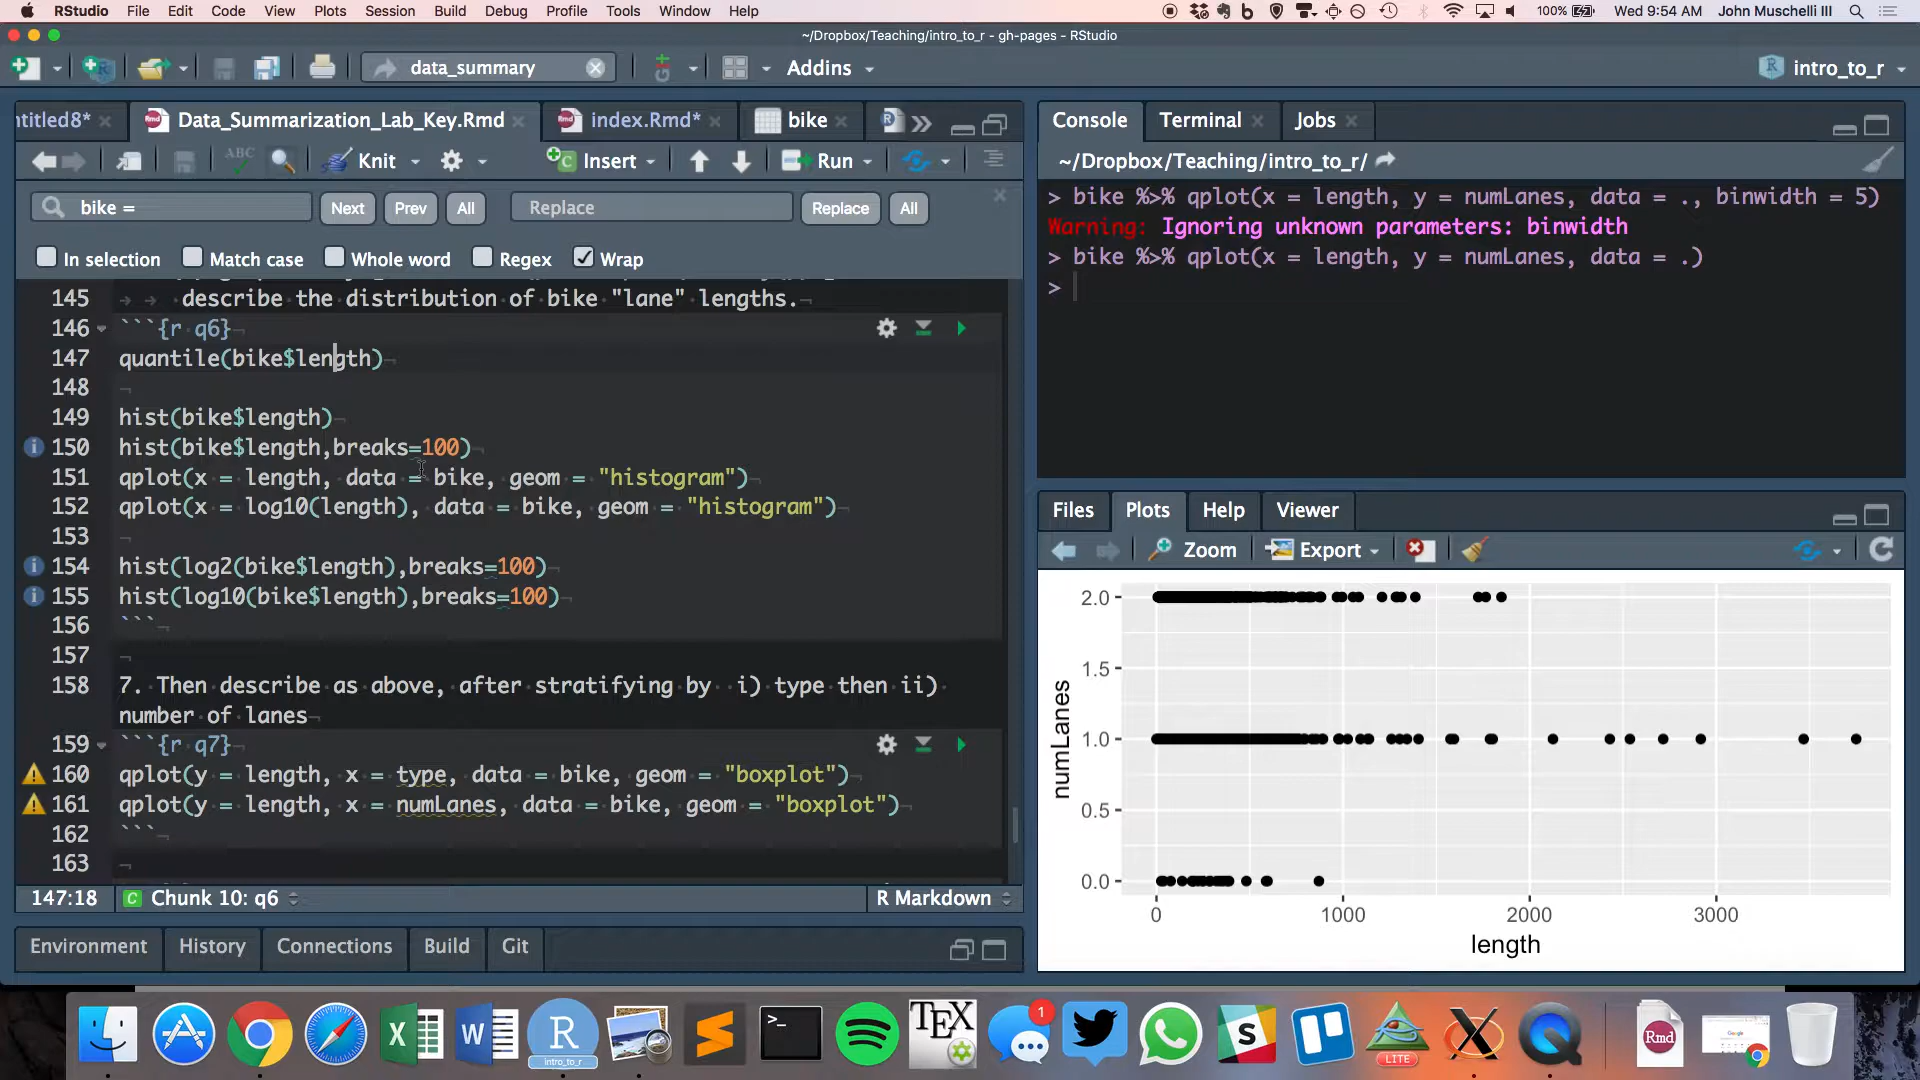 RStudio File Edit Code View Plots Session Build Debug Profile Tools Window Help 100% Wed 9:54 AM John Muschelli III
~/Dropbox/Teaching/intro_to_r - gh-pages - RStudio
data_summary Addins intro_to_r
ntitled8* Data_Summarization_Lab_Key.Rmd index.Rmd* bike
ABC Knit Insert Run
bike = Next Prev All Replace Replace All
In selection Match case Whole word Regex Wrap
145 describe the distribution of bike "lane" lengths.
146 ```{r q6}
147 quantile(bike$length)
148
149 hist(bike$length)
150 hist(bike$length,breaks=100)
151 qplot(x = length, data = bike, geom = "histogram")
152 qplot(x = log10(length), data = bike, geom = "histogram")
153
154 hist(log2(bike$length),breaks=100)
155 hist(log10(bike$length),breaks=100)
156 ```
157
158 7. Then describe as above, after stratifying by i) type then ii)
number of lanes
159 ```{r q7}
160 qplot(y = length, x = type, data = bike, geom = "boxplot")
161 qplot(y = length, x = numLanes, data = bike, geom = "boxplot")
162 ```
163
147:18 Chunk 10: q6 R Markdown
Environment History Connections Build Git
Console Terminal Jobs
~/Dropbox/Teaching/intro_to_r/
> bike %>% qplot(x = length, y = numLanes, data = ., binwidth = 5)
Warning: Ignoring unknown parameters: binwidth
> bike %>% qplot(x = length, y = numLanes, data = .)
>
Files Plots Help Viewer
Zoom Export
2.0
1.5
1.0
0.5
0.0
numLanes
0 1000 2000 3000
length
intro_to_r
TEX
1
LITE
Rmd
Google